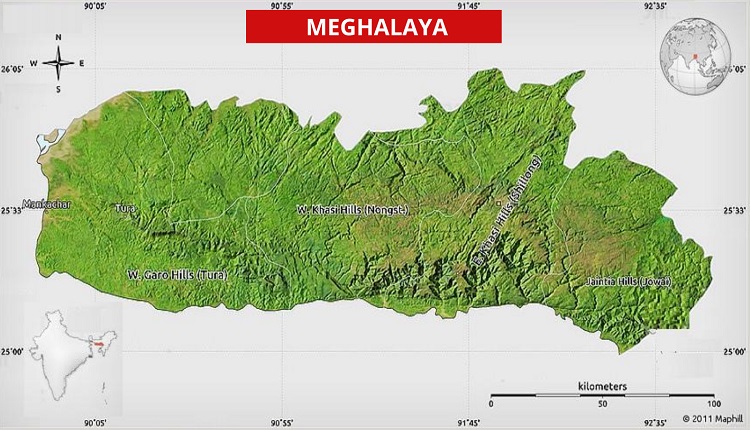 90˚05' 90˚55' 91˚45' 92˚35'
MEGHALAYA
N
W E
S
26˚05' 26˚05'
Mankachar
Tura
25˚33' 25˚33'
W. Khasi Hills (Nongst.)
E. Khasi Hills (Shillong)
W. Garo Hills (Tura)
Jaintia Hills (Jowai)
25˚00' 25˚00'
kilometers
0 50 100
© 2011 Maphill
90˚05' 90˚55' 91˚45' 92˚35'